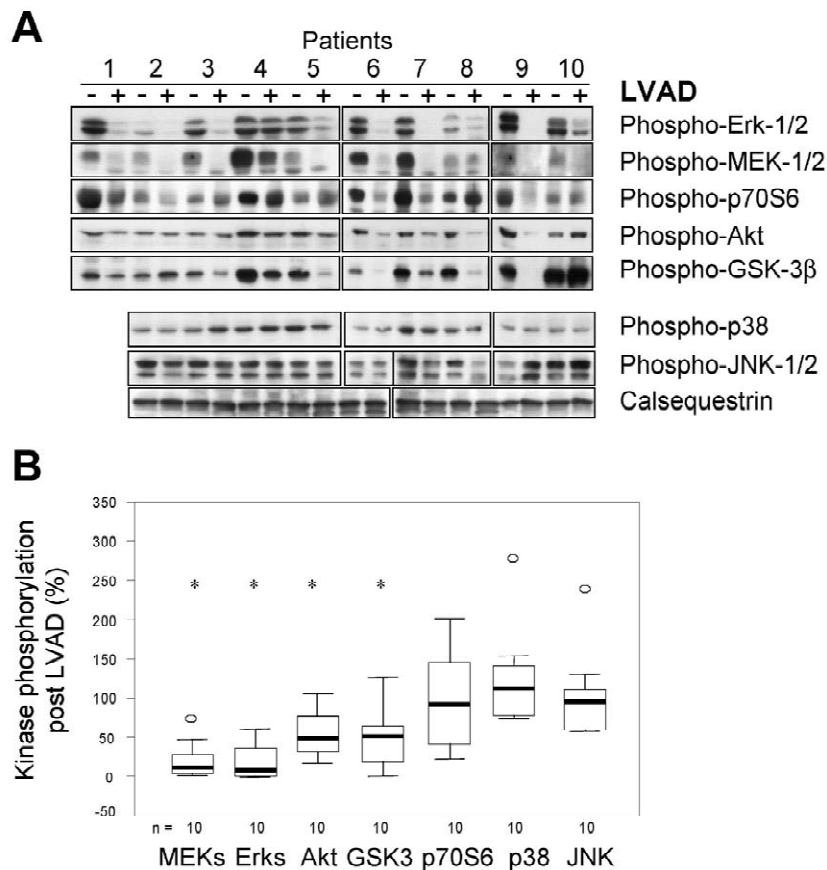 A
Patients
1 2 3 4 5 6 7 8 9 10
- + - + - + - + - + - + - + - + - + - + LVAD
Phospho-Erk-1/2
Phospho-MEK-1/2
Phospho-p70S6
Phospho-Akt
Phospho-GSK-3β
Phospho-p38
Phospho-JNK-1/2
Calsequestrin
B
Kinase phosphorylation
post LVAD (%)
350
300
250
200
150
100
50
0
-50
* * * *
n = 10 10 10 10 10 10 10
MEKs Erks Akt GSK3 p70S6 p38 JNK